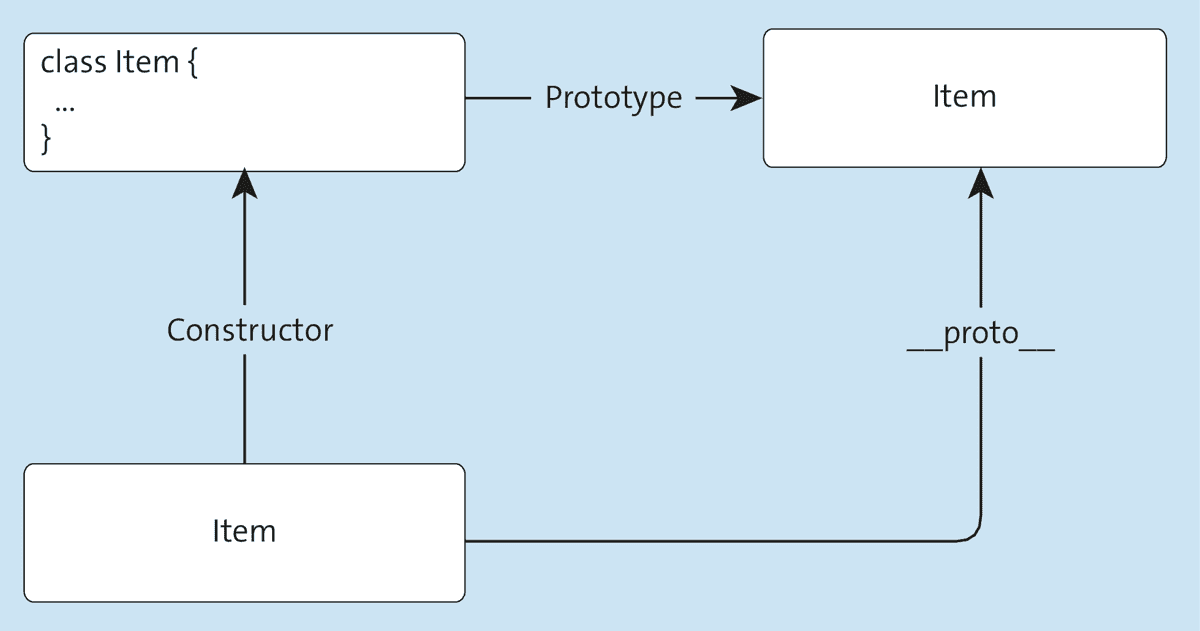 class Item {
...
}
Prototype
Item
Constructor
__proto__
Item